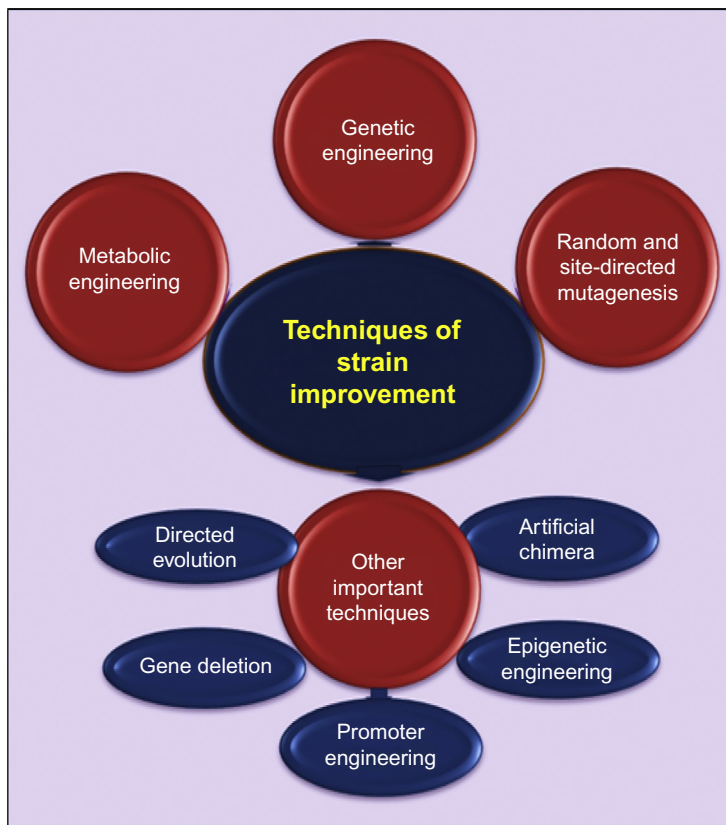 Genetic
engineering
Metabolic
engineering
Random and
site-directed
mutagenesis
Techniques of
strain
improvement
Directed
evolution
Artificial
chimera
Other
important
techniques
Gene deletion
Epigenetic
engineering
Promoter
engineering